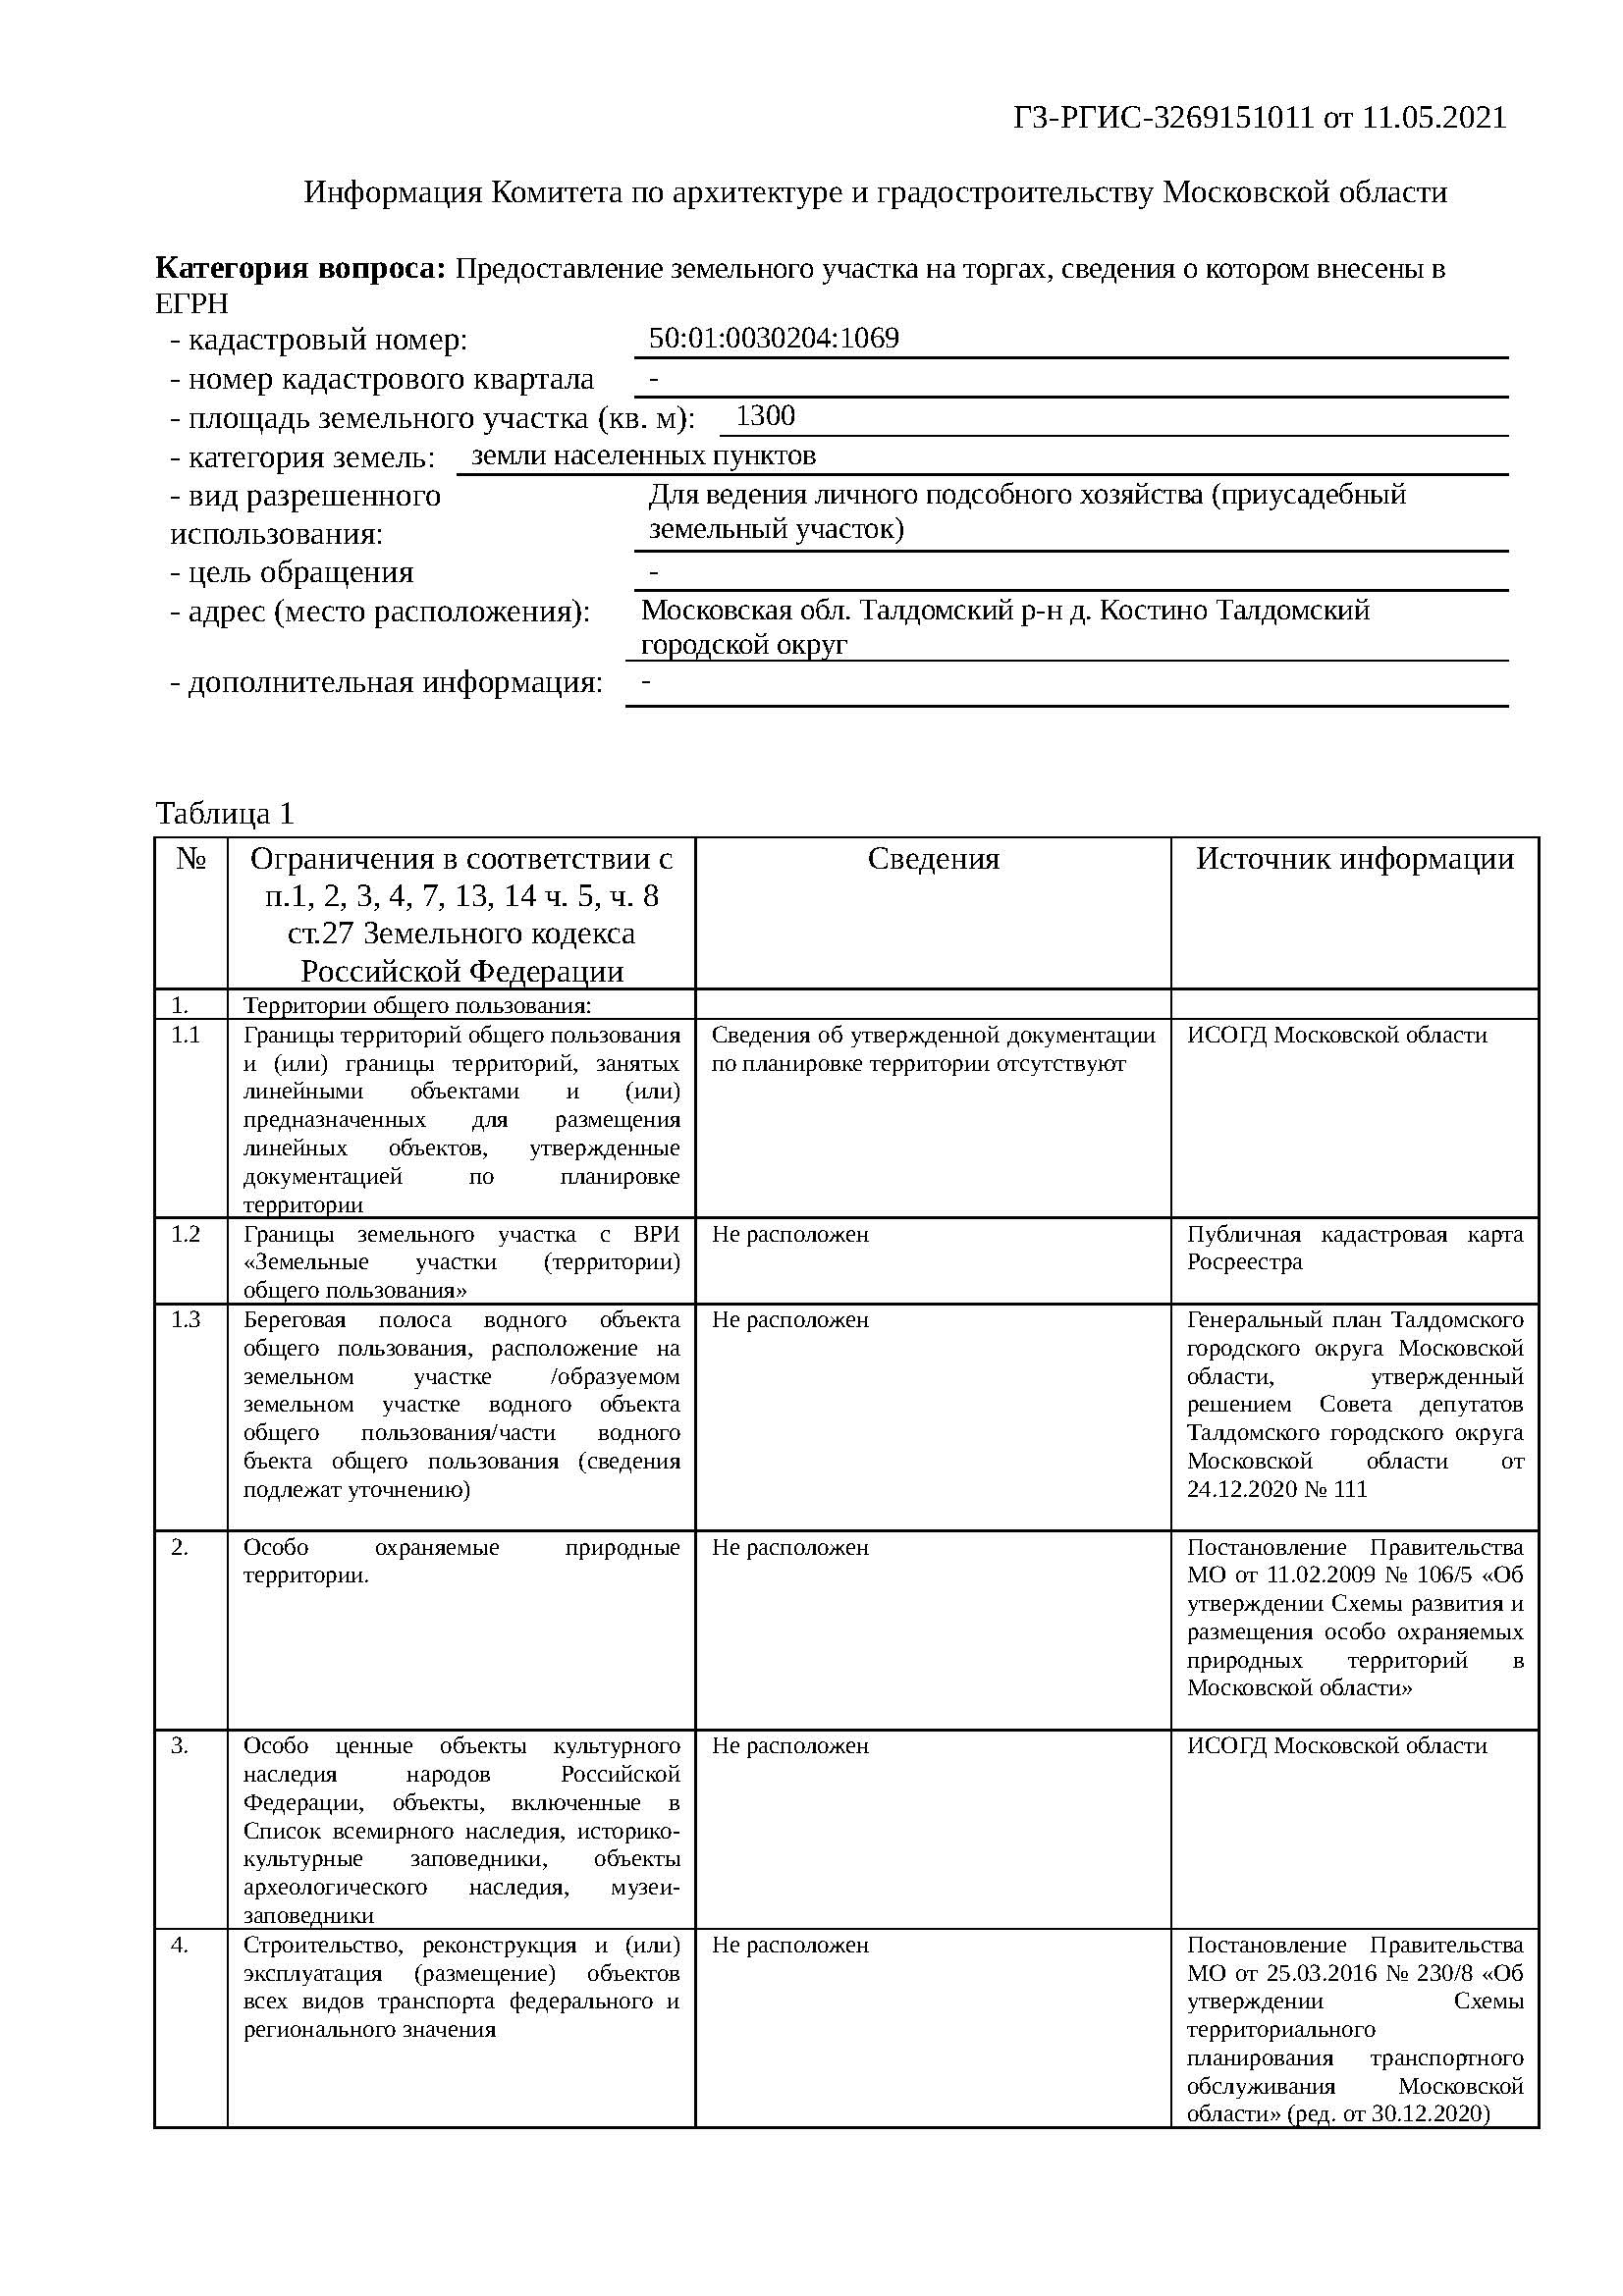 ГЗ-РГИС-3269151011 от 11.05.2021
Информация Комитета по архитектуре и градостроительству Московской области
Категория вопроса: Предоставление земельного участка на торгах, сведения о котором внесены в
ЕГРН
- кадастровый номер: 50:01:0030204:1069
- номер кадастрового квартала -
- площадь земельного участка (кв. м): 1300
- категория земель: земли населенных пунктов
- вид разрешенного
использования:
Для ведения личного подсобного хозяйства (приусадебный
земельный участок)
- цель обращения -
- адрес (место расположения): Московская обл. Талдомский р-н д. Костино Талдомский
городской округ
- дополнительная информация: -
Таблица 1
№
Ограничения в соответствии с
п.1, 2, 3, 4, 7, 13, 14 ч. 5, ч. 8
ст.27 Земельного кодекса
Российской Федерации
Сведения
Источник информации
1.
Территории общего пользования:
1.1
Границы территорий общего пользования
и (или) границы территорий, занятых
линейными объектами и (или)
предназначенных для размещения
линейных объектов, утвержденные
документацией по планировке
территории
Сведения об утвержденной документации
по планировке территории отсутствуют
ИСОГД Московской области
1.2
Границы земельного участка с ВРИ
«Земельные участки (территории)
общего пользования»
Не расположен
Публичная кадастровая карта
Росреестра
1.3
Береговая полоса водного объекта
общего пользования, расположение на
земельном участке /образуемом
земельном участке водного объекта
общего пользования/части водного
бъекта общего пользования (сведения
подлежат уточнению)
Не расположен
Генеральный план Талдомского
городского округа Московской
области, утвержденный
решением Совета депутатов
Талдомского городского округа
Московской области от
24.12.2020 № 111
2.
Особо охраняемые природные
территории.
Не расположен
Постановление Правительства
МО от 11.02.2009 № 106/5 «Об
утверждении Схемы развития и
размещения особо охраняемых
природных территорий в
Московской области»
3.
Особо ценные объекты культурного
наследия народов Российской
Федерации, объекты, включенные в
Список всемирного наследия, историко-
культурные заповедники, объекты
археологического наследия, музеи-
заповедники
Не расположен
ИСОГД Московской области
4.
Строительство, реконструкция и (или)
эксплуатация (размещение) объектов
всех видов транспорта федерального и
регионального значения
Не расположен
Постановление Правительства
МО от 25.03.2016 № 230/8 «Об
утверждении Схемы
территориального
планирования транспортного
обслуживания Московской
области» (ред. от 30.12.2020)